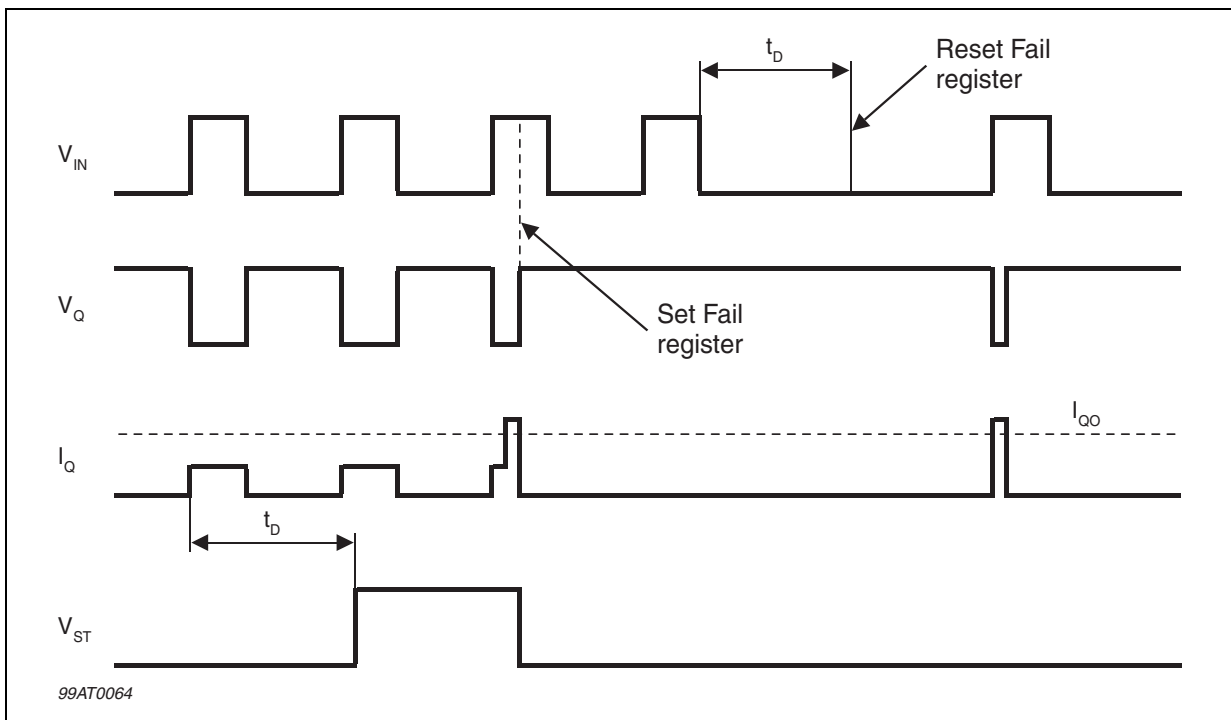 t_D
Reset Fail
register
V_IN
V_Q
Set Fail
register
I_QO
I_Q
t_D
V_ST
99AT0064